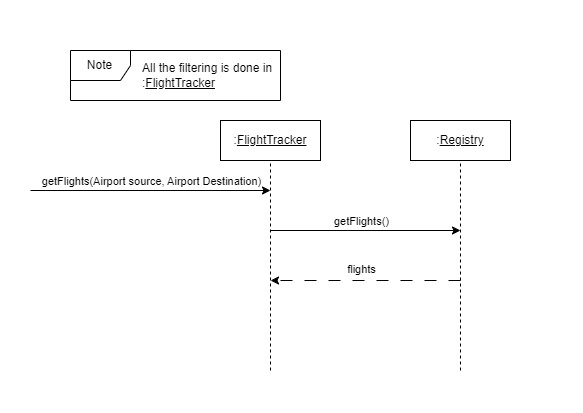 Note
All the filtering is done in
:FlightTracker
:FlightTracker
:Registry
getFlights(Airport source, Airport Destination)
getFlights()
flights